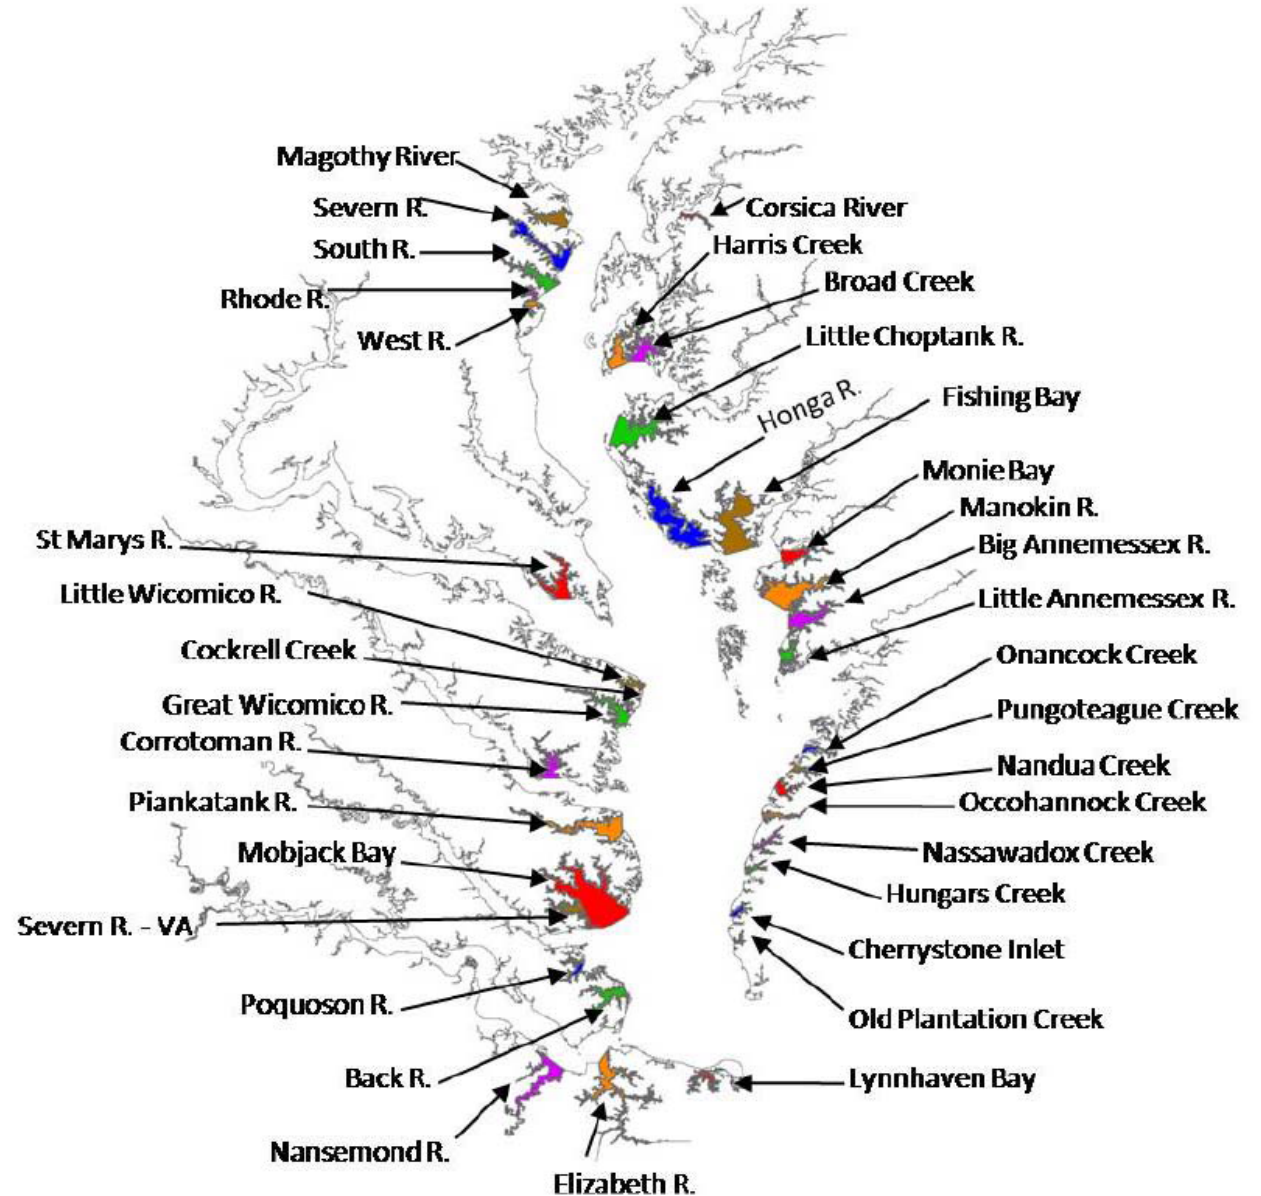 Magothy River
Severn R.
South R.
Rhode R.
West R.
Corsica River
Harris Creek
Broad Creek
Little Choptank R.
Honga R.
Fishing Bay
Monie Bay
Manokin R.
Big Annemessex R.
Little Annemessex R.
St Marys R.
Little Wicomico R.
Cockrell Creek
Great Wicomico R.
Corrotoman R.
Piankatank R.
Mobjack Bay
Severn R. - VA
Poquoson R.
Back R.
Nansemond R.
Elizabeth R.
Onancock Creek
Pungoteague Creek
Nandua Creek
Occohannock Creek
Nassawadox Creek
Hungars Creek
Cherrystone Inlet
Old Plantation Creek
Lynnhaven Bay